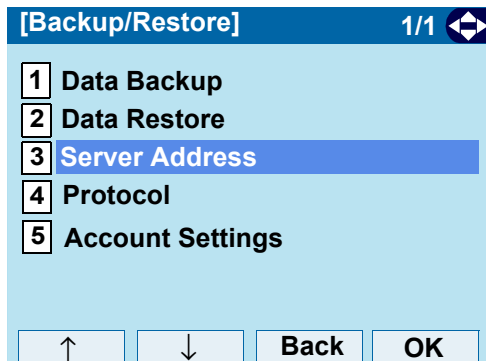 [Backup/Restore] 1/1
1 Data Backup
2 Data Restore
3 Server Address
4 Protocol
5 Account Settings
↑ ↓ Back OK